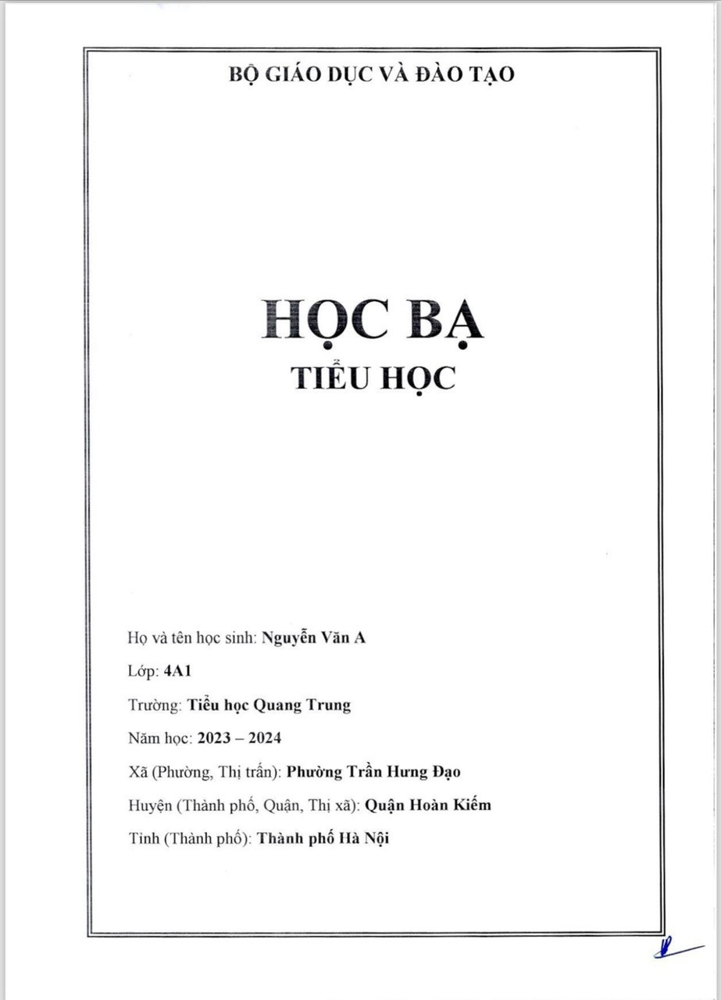 BỘ GIÁO DỤC VÀ ĐÀO TẠO
HỌC BẠ
TIỂU HỌC
Họ và tên học sinh: Nguyễn Văn A
Lớp: 4A1
Trường: Tiểu học Quang Trung
Năm học: 2023 – 2024
Xã (Phường, Thị trấn): Phường Trần Hưng Đạo
Huyện (Thành phố, Quận, Thị xã): Quận Hoàn Kiếm
Tỉnh (Thành phố): Thành phố Hà Nội